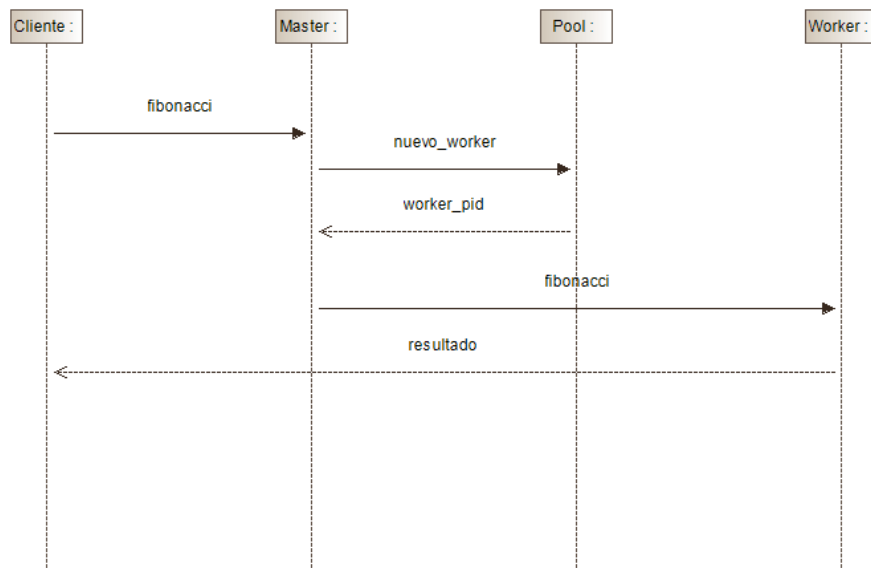 Cliente :
Master :
Pool :
Worker :
fibonacci
nuevo_worker
worker_pid
fibonacci
resultado